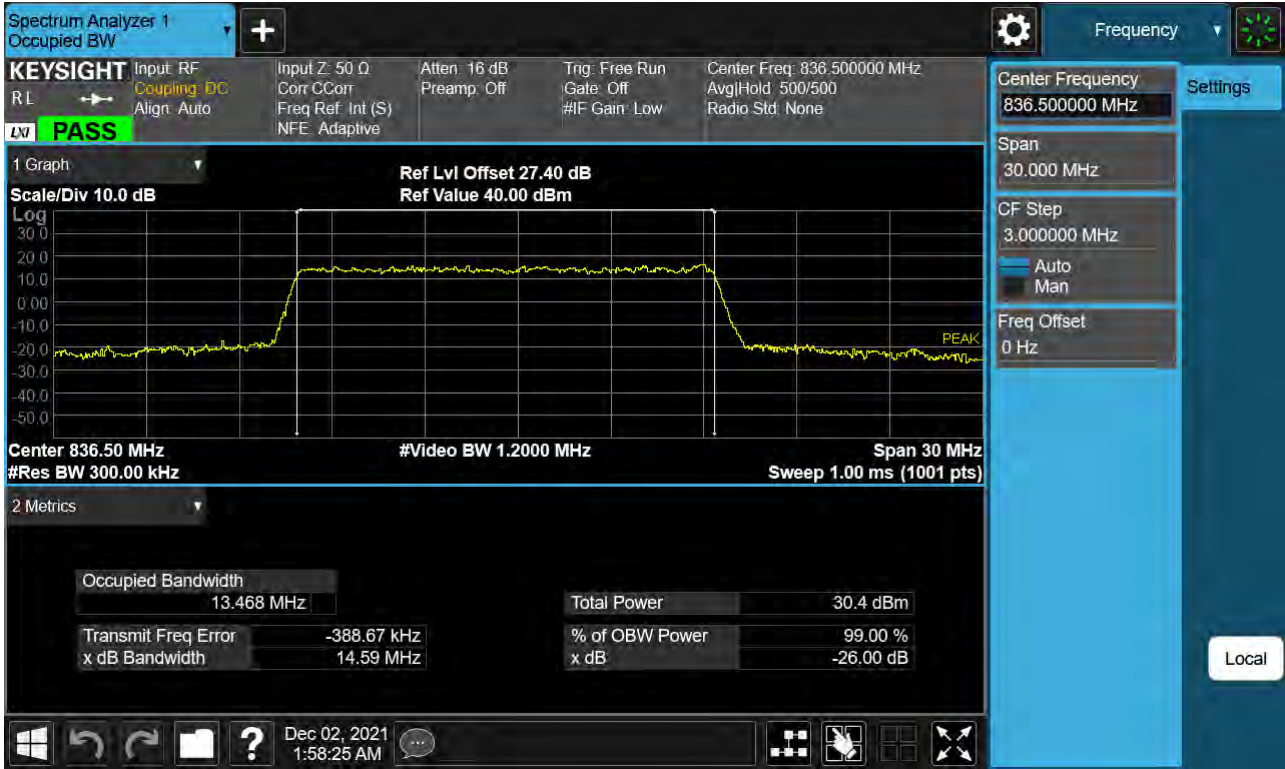 Spectrum Analyzer 1
Occupied BW
Frequency
KEYSIGHT
RL
LXI
PASS
Input: RF
Coupling: DC
Align: Auto
Input Z: 50 Ω
Corr CCorr
Freq Ref: Int (S)
NFE: Adaptive
Atten: 16 dB
Preamp: Off
Trig: Free Run
Gate: Off
#IF Gain: Low
Center Freq: 836.500000 MHz
Avg|Hold: 500/500
Radio Std: None
Center Frequency
836.500000 MHz
Settings
Span
30.000 MHz
CF Step
3.000000 MHz
Auto
Man
Freq Offset
0 Hz
Local
1 Graph
Scale/Div 10.0 dB
Ref Lvl Offset 27.40 dB
Ref Value 40.00 dBm
Log
30.0
20.0
10.0
0.00
-10.0
-20.0
-30.0
-40.0
-50.0
PEAK
Center 836.50 MHz
#Video BW 1.2000 MHz
Span 30 MHz
#Res BW 300.00 kHz
Sweep 1.00 ms (1001 pts)
2 Metrics
Occupied Bandwidth
13.468 MHz
Total Power 30.4 dBm
Transmit Freq Error -388.67 kHz
% of OBW Power 99.00 %
x dB Bandwidth 14.59 MHz
x dB -26.00 dB
?
Dec 02, 2021
1:58:25 AM